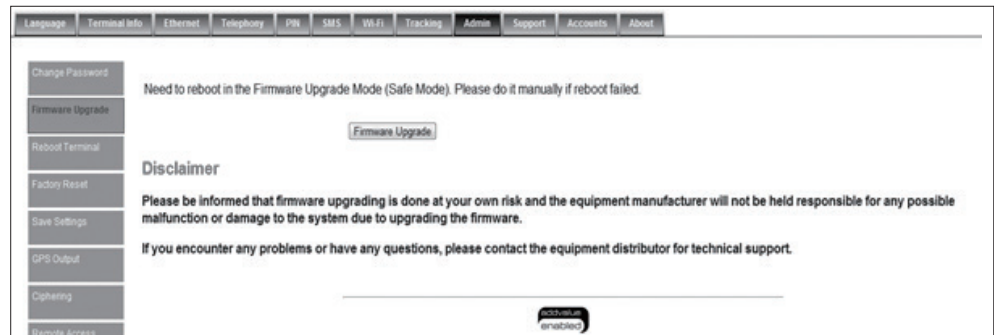 Language Terminal Info Ethernet Telephony PIN SMS Wi-Fi Tracking Admin Support Accounts About
Change Password
Firmware Upgrade
Reboot Terminal
Factory Reset
Save Settings
GPS Output
Ciphering
Remote Access
Need to reboot in the Firmware Upgrade Mode (Safe Mode). Please do it manually if reboot failed.
Firmware Upgrade
Disclaimer
Please be informed that firmware upgrading is done at your own risk and the equipment manufacturer will not be held responsible for any possible
malfunction or damage to the system due to upgrading the firmware.
If you encounter any problems or have any questions, please contact the equipment distributor for technical support.
addvalue
enabled